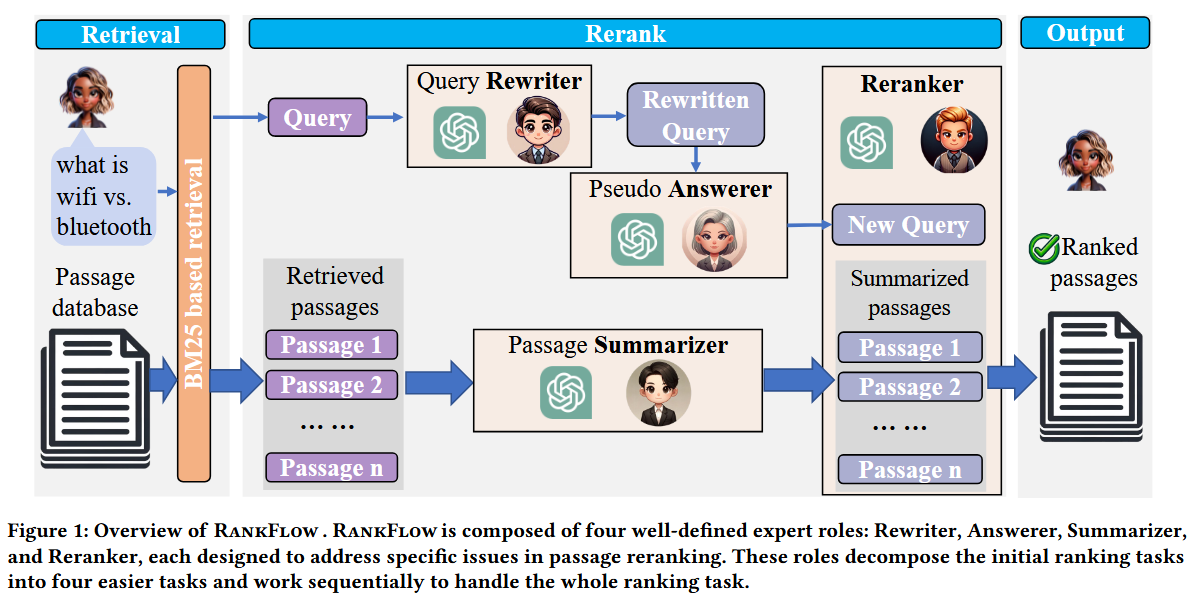 Retrieval
Rerank
Output
what is
wifi vs.
bluetooth
Passage
database
BM25 based retrieval
Query
Query Rewriter
Rewritten
Query
Pseudo Answerer
Retrieved
passages
Passage 1
Passage 2
... ...
Passage n
Passage Summarizer
Reranker
New Query
Summarized
passages
Passage 1
Passage 2
... ...
Passage n
Ranked
passages
Figure 1: Overview of RANKFLOW . RANKFLOW is composed of four well-defined expert roles: Rewriter, Answerer, Summarizer,
and Reranker, each designed to address specific issues in passage reranking. These roles decompose the initial ranking tasks
into four easier tasks and work sequentially to handle the whole ranking task.